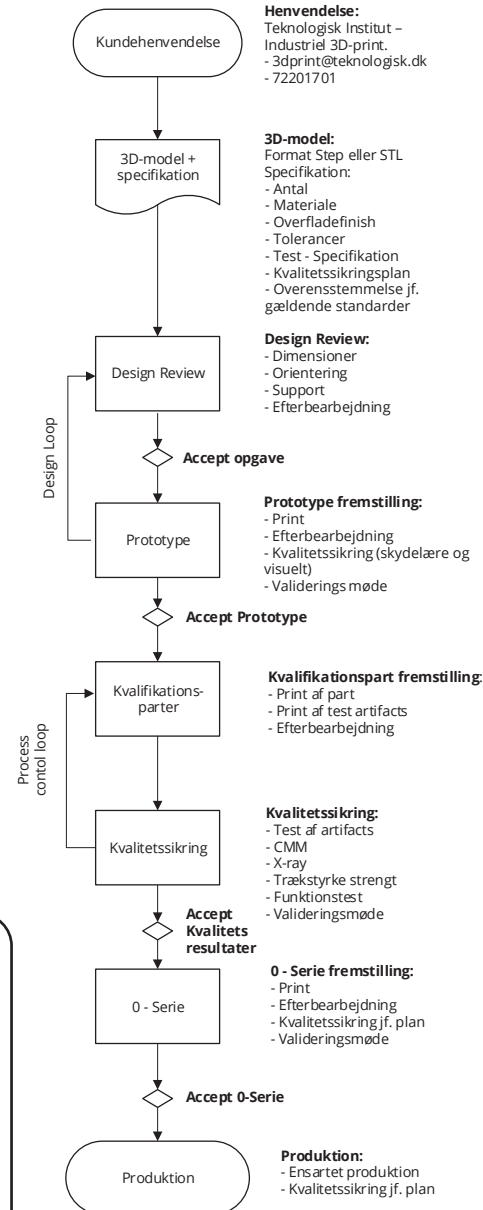 Kundehenvendelse
Henvendelse:
Teknologisk Institut –
Industriel 3D-print.
- 3dprint@teknologisk.dk
- 72201701
3D-model +
specifikation
3D-model:
Format Step eller STL
Specifikation:
- Antal
- Materiale
- Overfladefinish
- Tolerancer
- Test - Specifikation
- Kvalitetssikringsplan
- Overensstemmelse jf.
gældende standarder
Design Review
Design Review:
- Dimensioner
- Orientering
- Support
- Efterbearbejdning
Design Loop
Accept opgave
Prototype
Prototype fremstilling:
- Print
- Efterbearbejdning
- Kvalitetssikring (skydelære og
visuelt)
- Validerings møde
Accept Prototype
Kvalifikations-
parter
Kvalifikationspart fremstilling:
- Print af part
- Print af test artifacts
- Efterbearbejdning
Process
contol loop
Kvalitetssikring
Kvalitetssikring:
- Test af artifacts
- CMM
- X-ray
- Trækstyrke strengt
- Funktionstest
- Valideringsmøde
Accept
Kvalitets
resultater
0 - Serie
0 - Serie fremstilling:
- Print
- Efterbearbejdning
- Kvalitetssikring jf. plan
- Valideringsmøde
Accept 0-Serie
Produktion
Produktion:
- Ensartet produktion
- Kvalitetssikring jf. plan